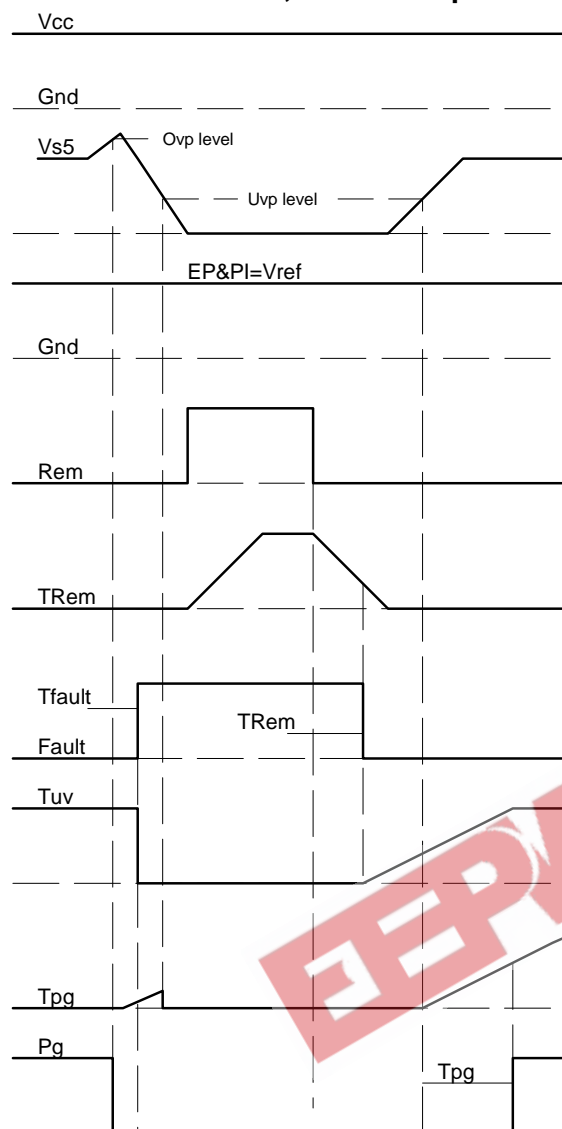 Vcc
Gnd
Vs5
Ovp level
Uvp level
EP&PI=Vref
Gnd
Rem
TRem
Tfault
TRem
Fault
Tuv
Tpg
Pg
Tpg